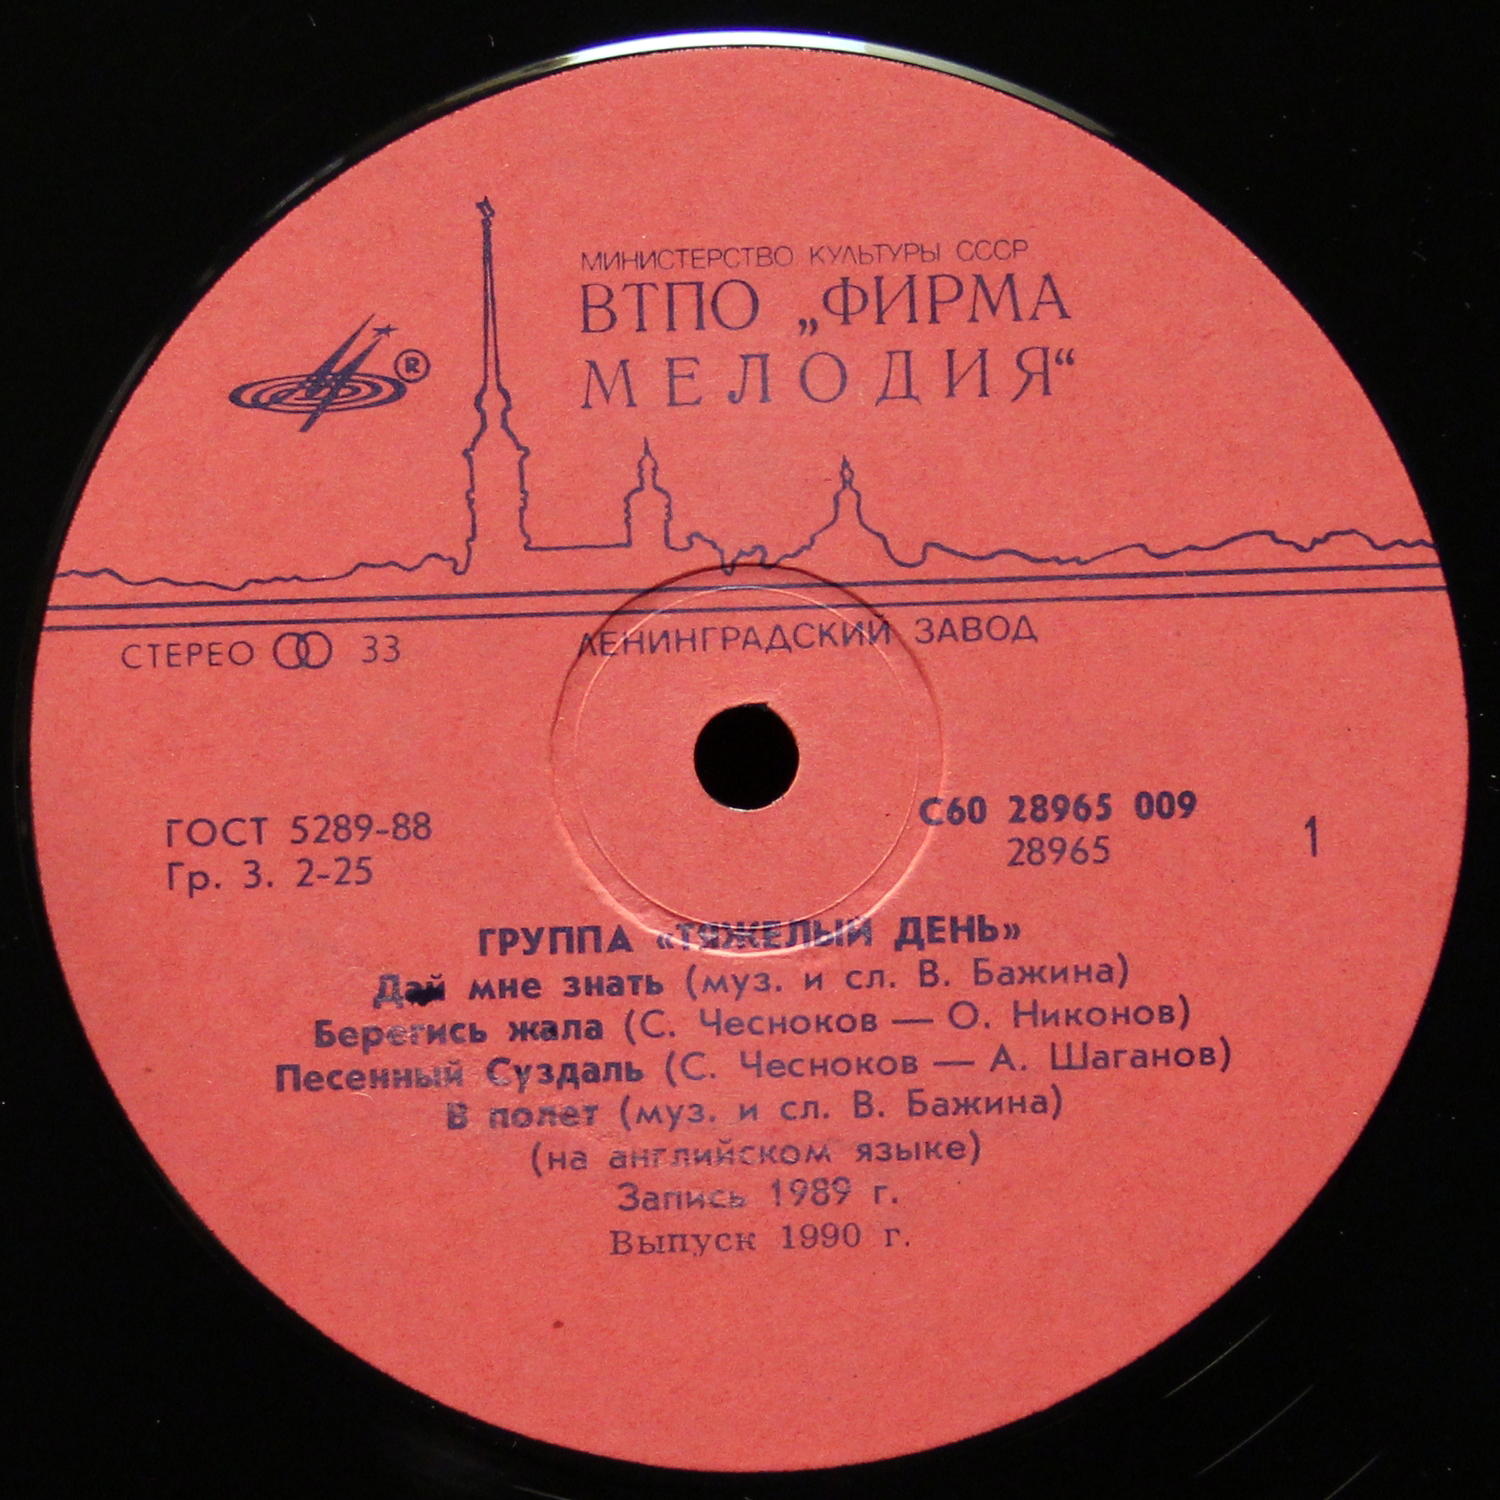 МИНИСТЕРСТВО КУЛЬТУРЫ СССР
ВТПО „ФИРМА
МЕЛОДИЯ“
®
СТЕРЕО 33
ЛЕНИНГРАДСКИЙ ЗАВОД
ГОСТ 5289-88
Гр. 3. 2-25
С60 28965 009
28965
1
ГРУППА «ТЯЖЕЛЫЙ ДЕНЬ»
Дай мне знать (муз. и сл. В. Бажина)
Берегись жала (С. Чесноков — О. Никонов)
Песенный Суздаль (С. Чесноков — А. Шаганов)
В полет (муз. и сл. В. Бажина)
(на английском языке)
Запись 1989 г.
Выпуск 1990 г.